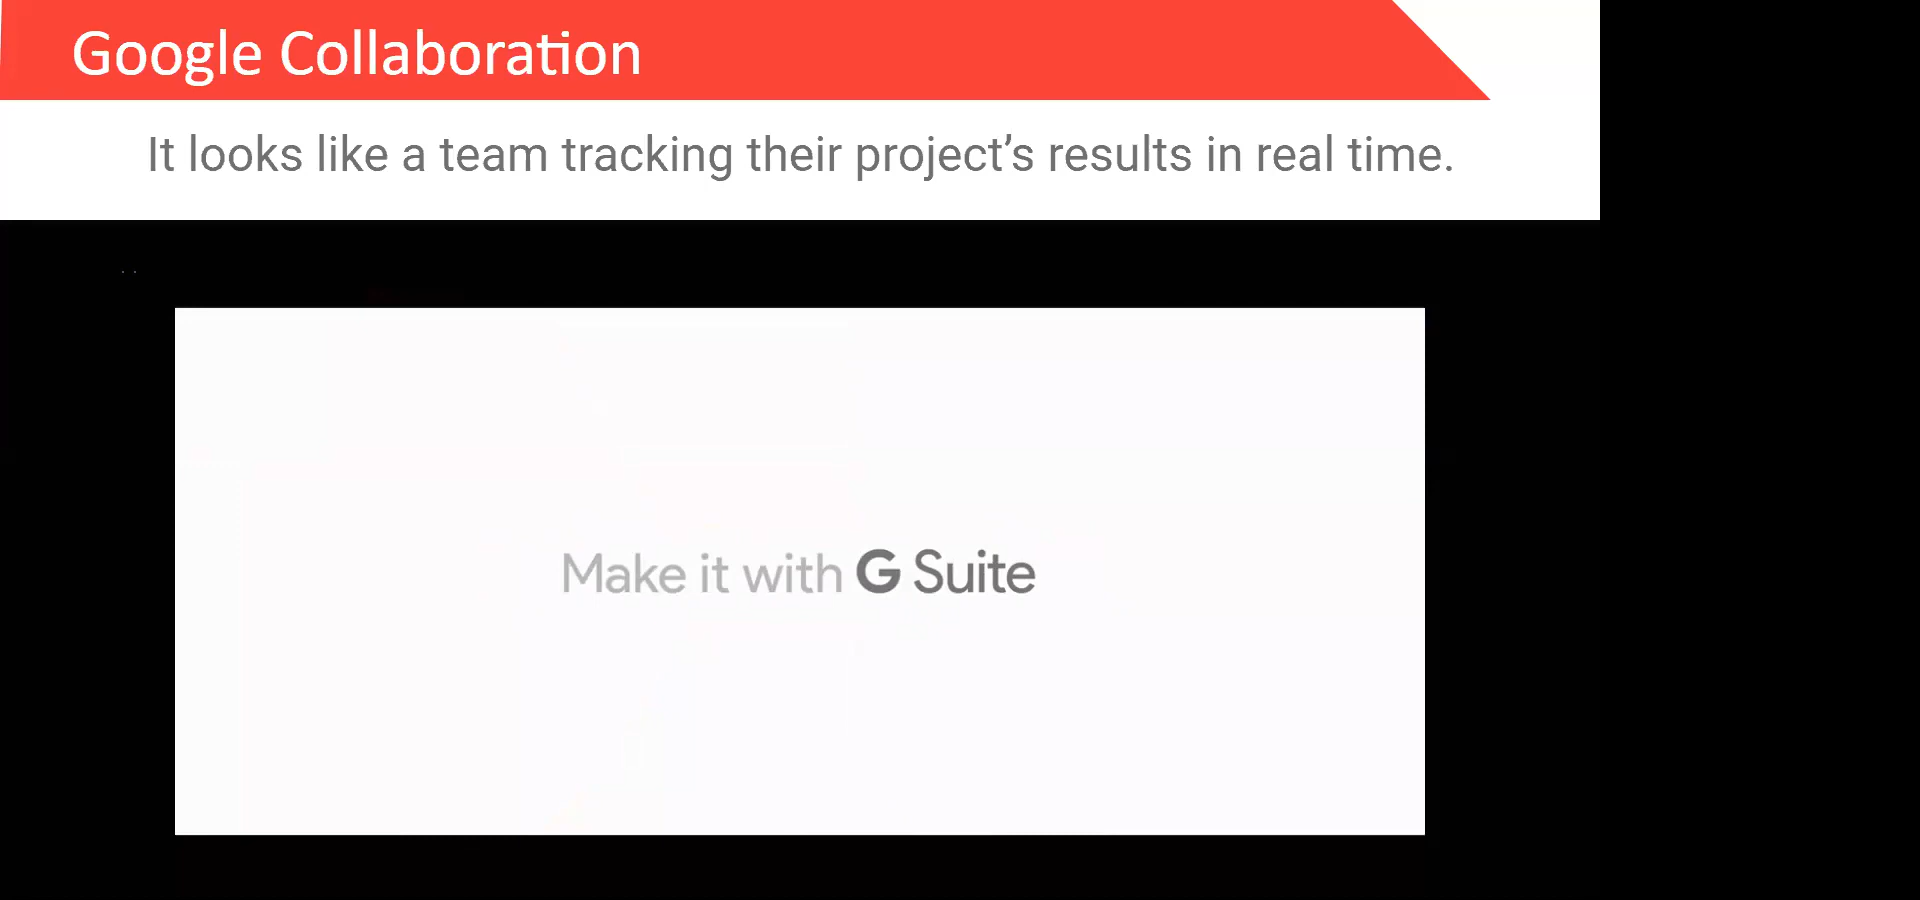 Google Collaboration
It looks like a team tracking their project’s results in real time.
Make it with G Suite